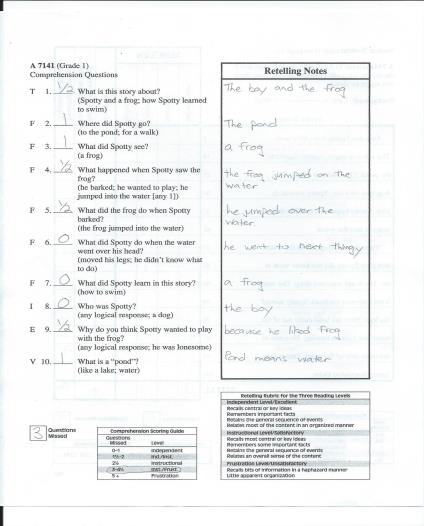 A 7141 (Grade 1)
Comprehension Questions
T 1. 1/2 What is this story about?
(Spotty and a frog; how Spotty learned
to swim)
F 2. 1 Where did Spotty go?
(to the pond; for a walk)
F 3. 1 What did Spotty see?
(a frog)
F 4. 1/2 What happened when Spotty saw the
frog?
(he barked; he wanted to play; he
jumped into the water [any 1])
F 5. 1/2 What did the frog do when Spotty
barked?
(the frog jumped into the water)
F 6. 0 What did Spotty do when the water
went over his head?
(moved his legs; he didn't know what
to do)
F 7. 0 What did Spotty learn in this story?
(how to swim)
I 8. 0 Who was Spotty?
(any logical response; a dog)
E 9. 1/2 Why do you think Spotty wanted to play
with the frog?
(any logical response; he was lonesome)
V 10. 1 What is a "pond"?
(like a lake; water)
Retelling Notes
The boy and the frog
The pond
a frog
the frog jumped on the
water
he jumped over the
water
he went to next thingy
a frog
the boy
because he liked frog
Pond means water
3 Questions
Missed
Comprehension Scoring Guide
Questions
Missed Level
0–1 Independent
1½–2 Ind./Inst.
2½ Instructional
3–4½ Inst./Frust.
5+ Frustration
Retelling Rubric for the Three Reading Levels
Independent Level/Excellent
Recalls central or key ideas
Remembers important facts
Retains the general sequence of events
Relates most of the content in an organized manner
Instructional Level/Satisfactory
Recalls most central or key ideas
Remembers some important facts
Retains the general sequence of events
Relates an overall sense of the content
Frustration Level/Unsatisfactory
Recalls bits of information in a haphazard manner
Little apparent organization